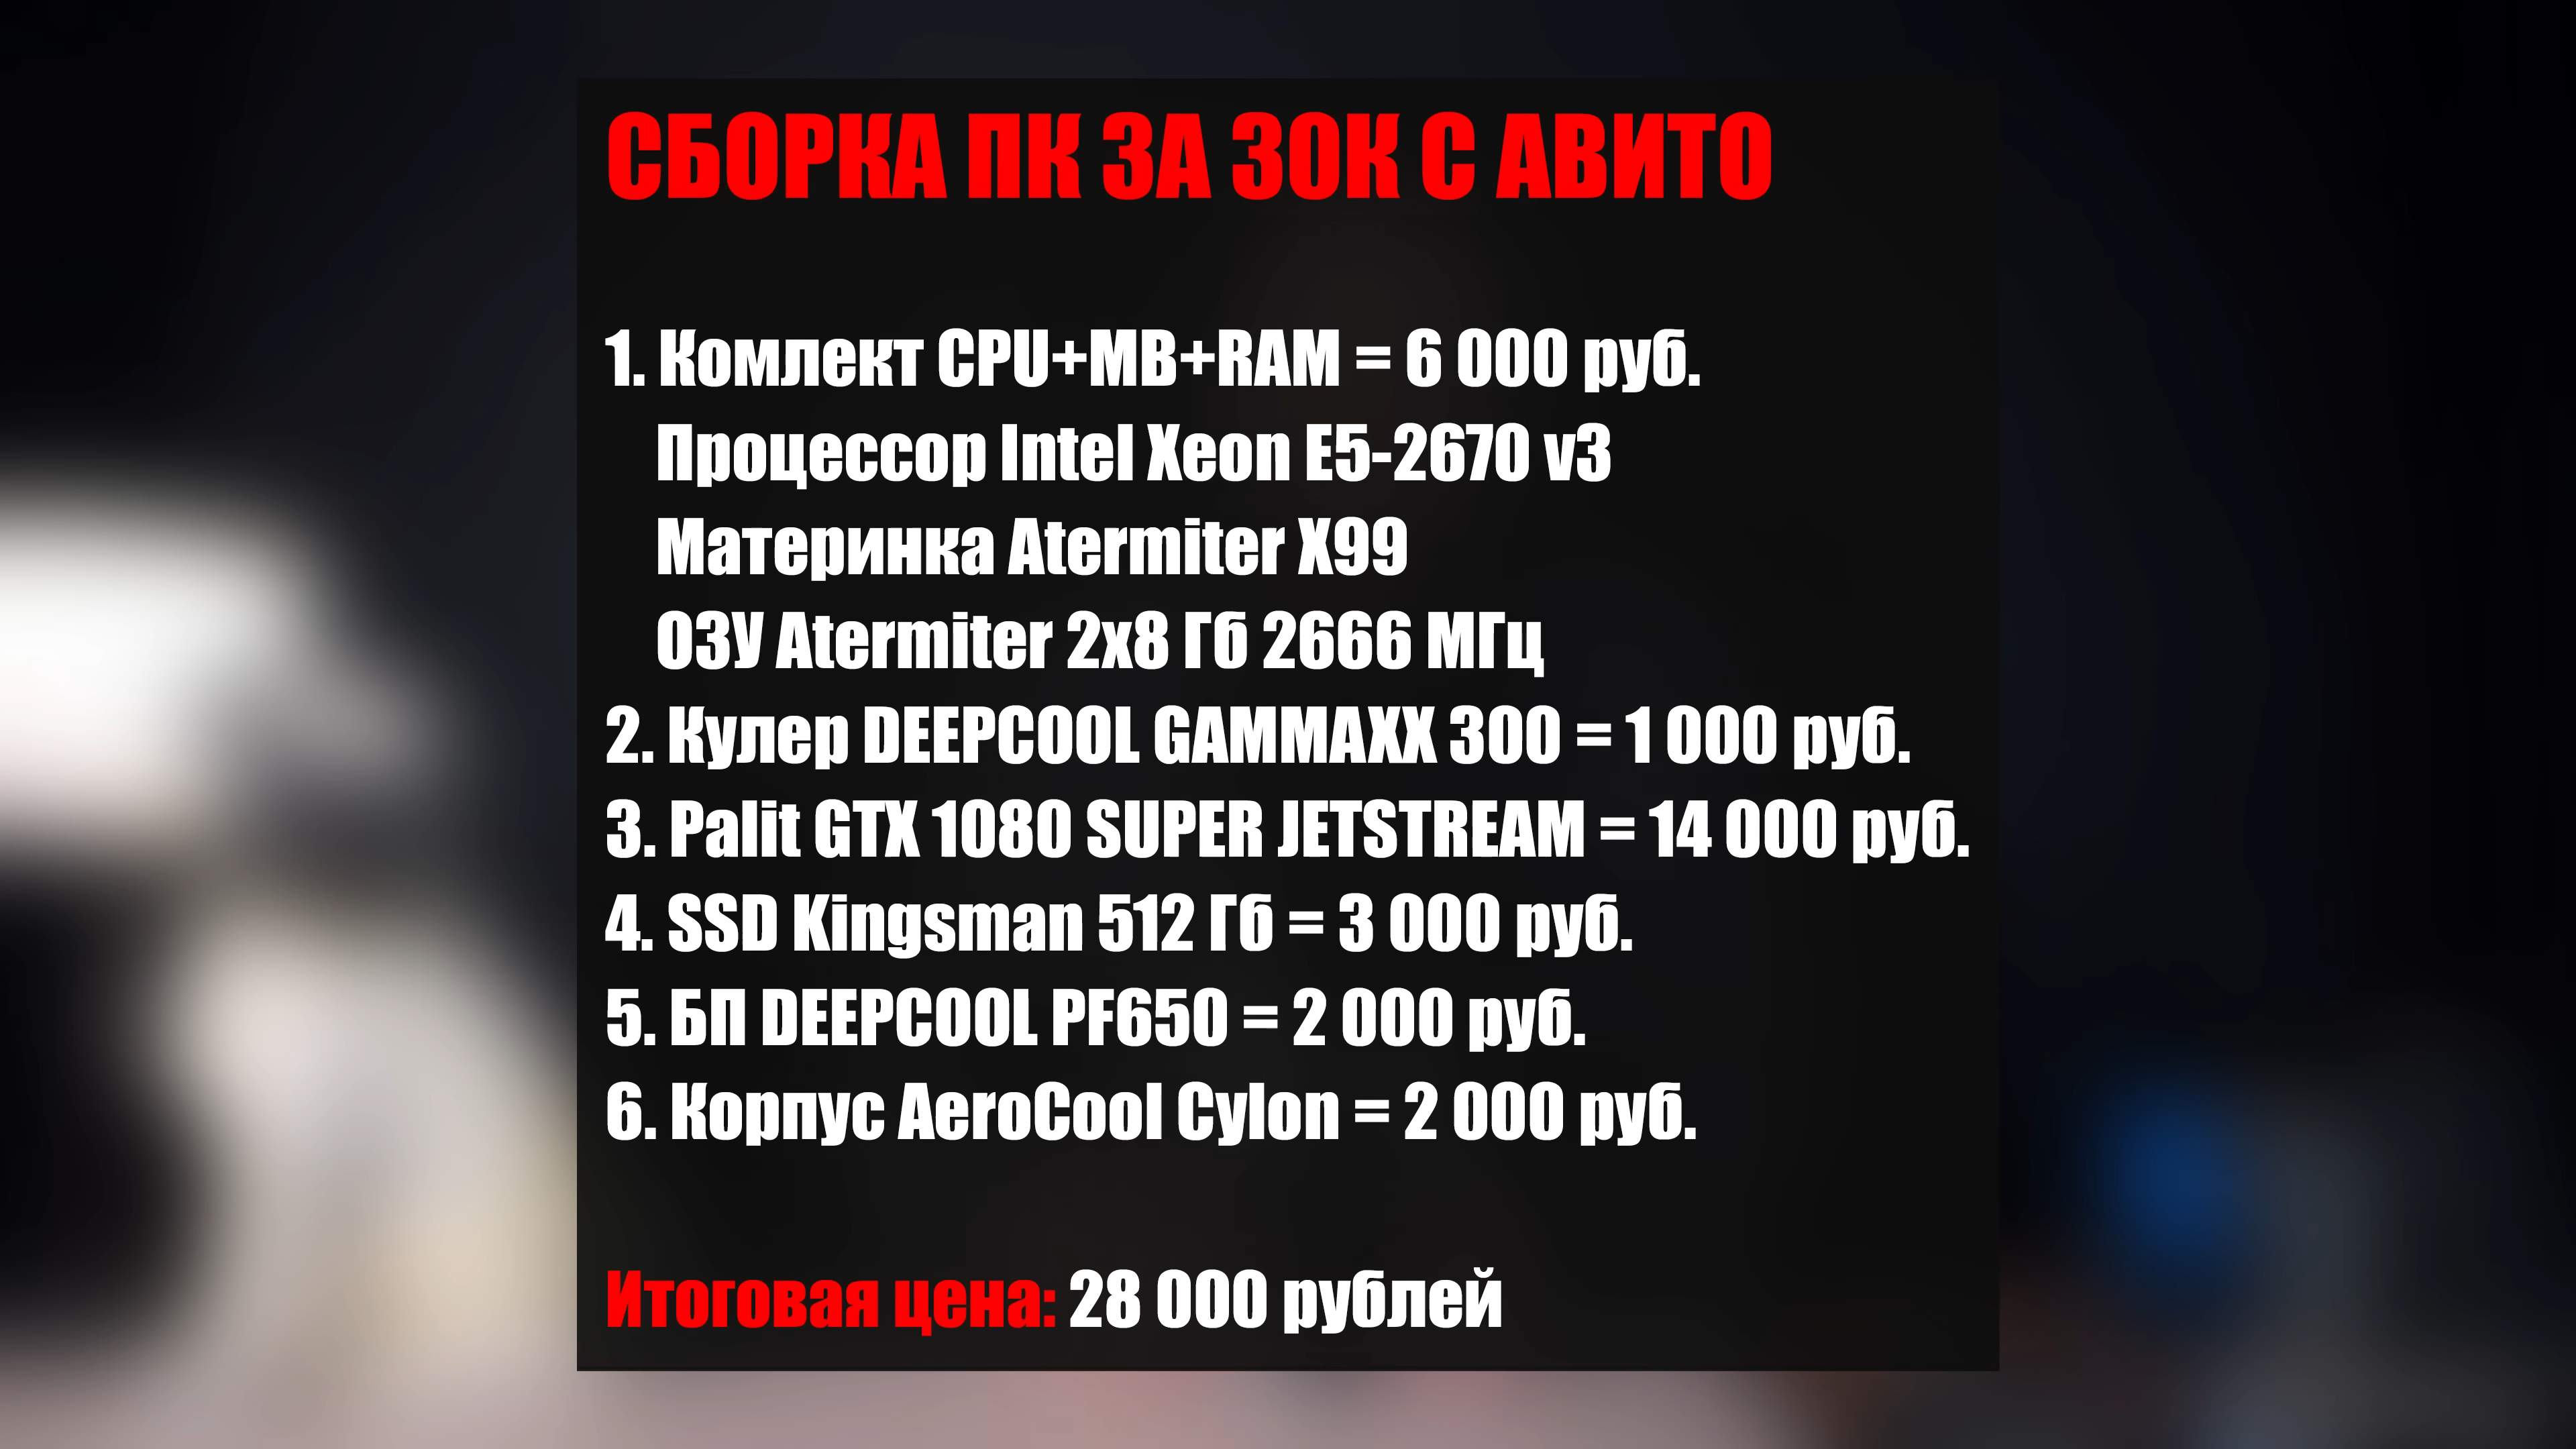 СБОРКА ПК ЗА 30К С АВИТО
1. Комлект CPU+MB+RAM = 6 000 руб.
Процессор Intel Xeon E5-2670 v3
Материнка Atermiter X99
ОЗУ Atermiter 2x8 Гб 2666 МГц
2. Кулер DEEPCOOL GAMMAXX 300 = 1 000 руб.
3. Palit GTX 1080 SUPER JETSTREAM = 14 000 руб.
4. SSD Kingsman 512 Гб = 3 000 руб.
5. БП DEEPCOOL PF650 = 2 000 руб.
6. Корпус AeroCool Cylon = 2 000 руб.
Итоговая цена: 28 000 рублей